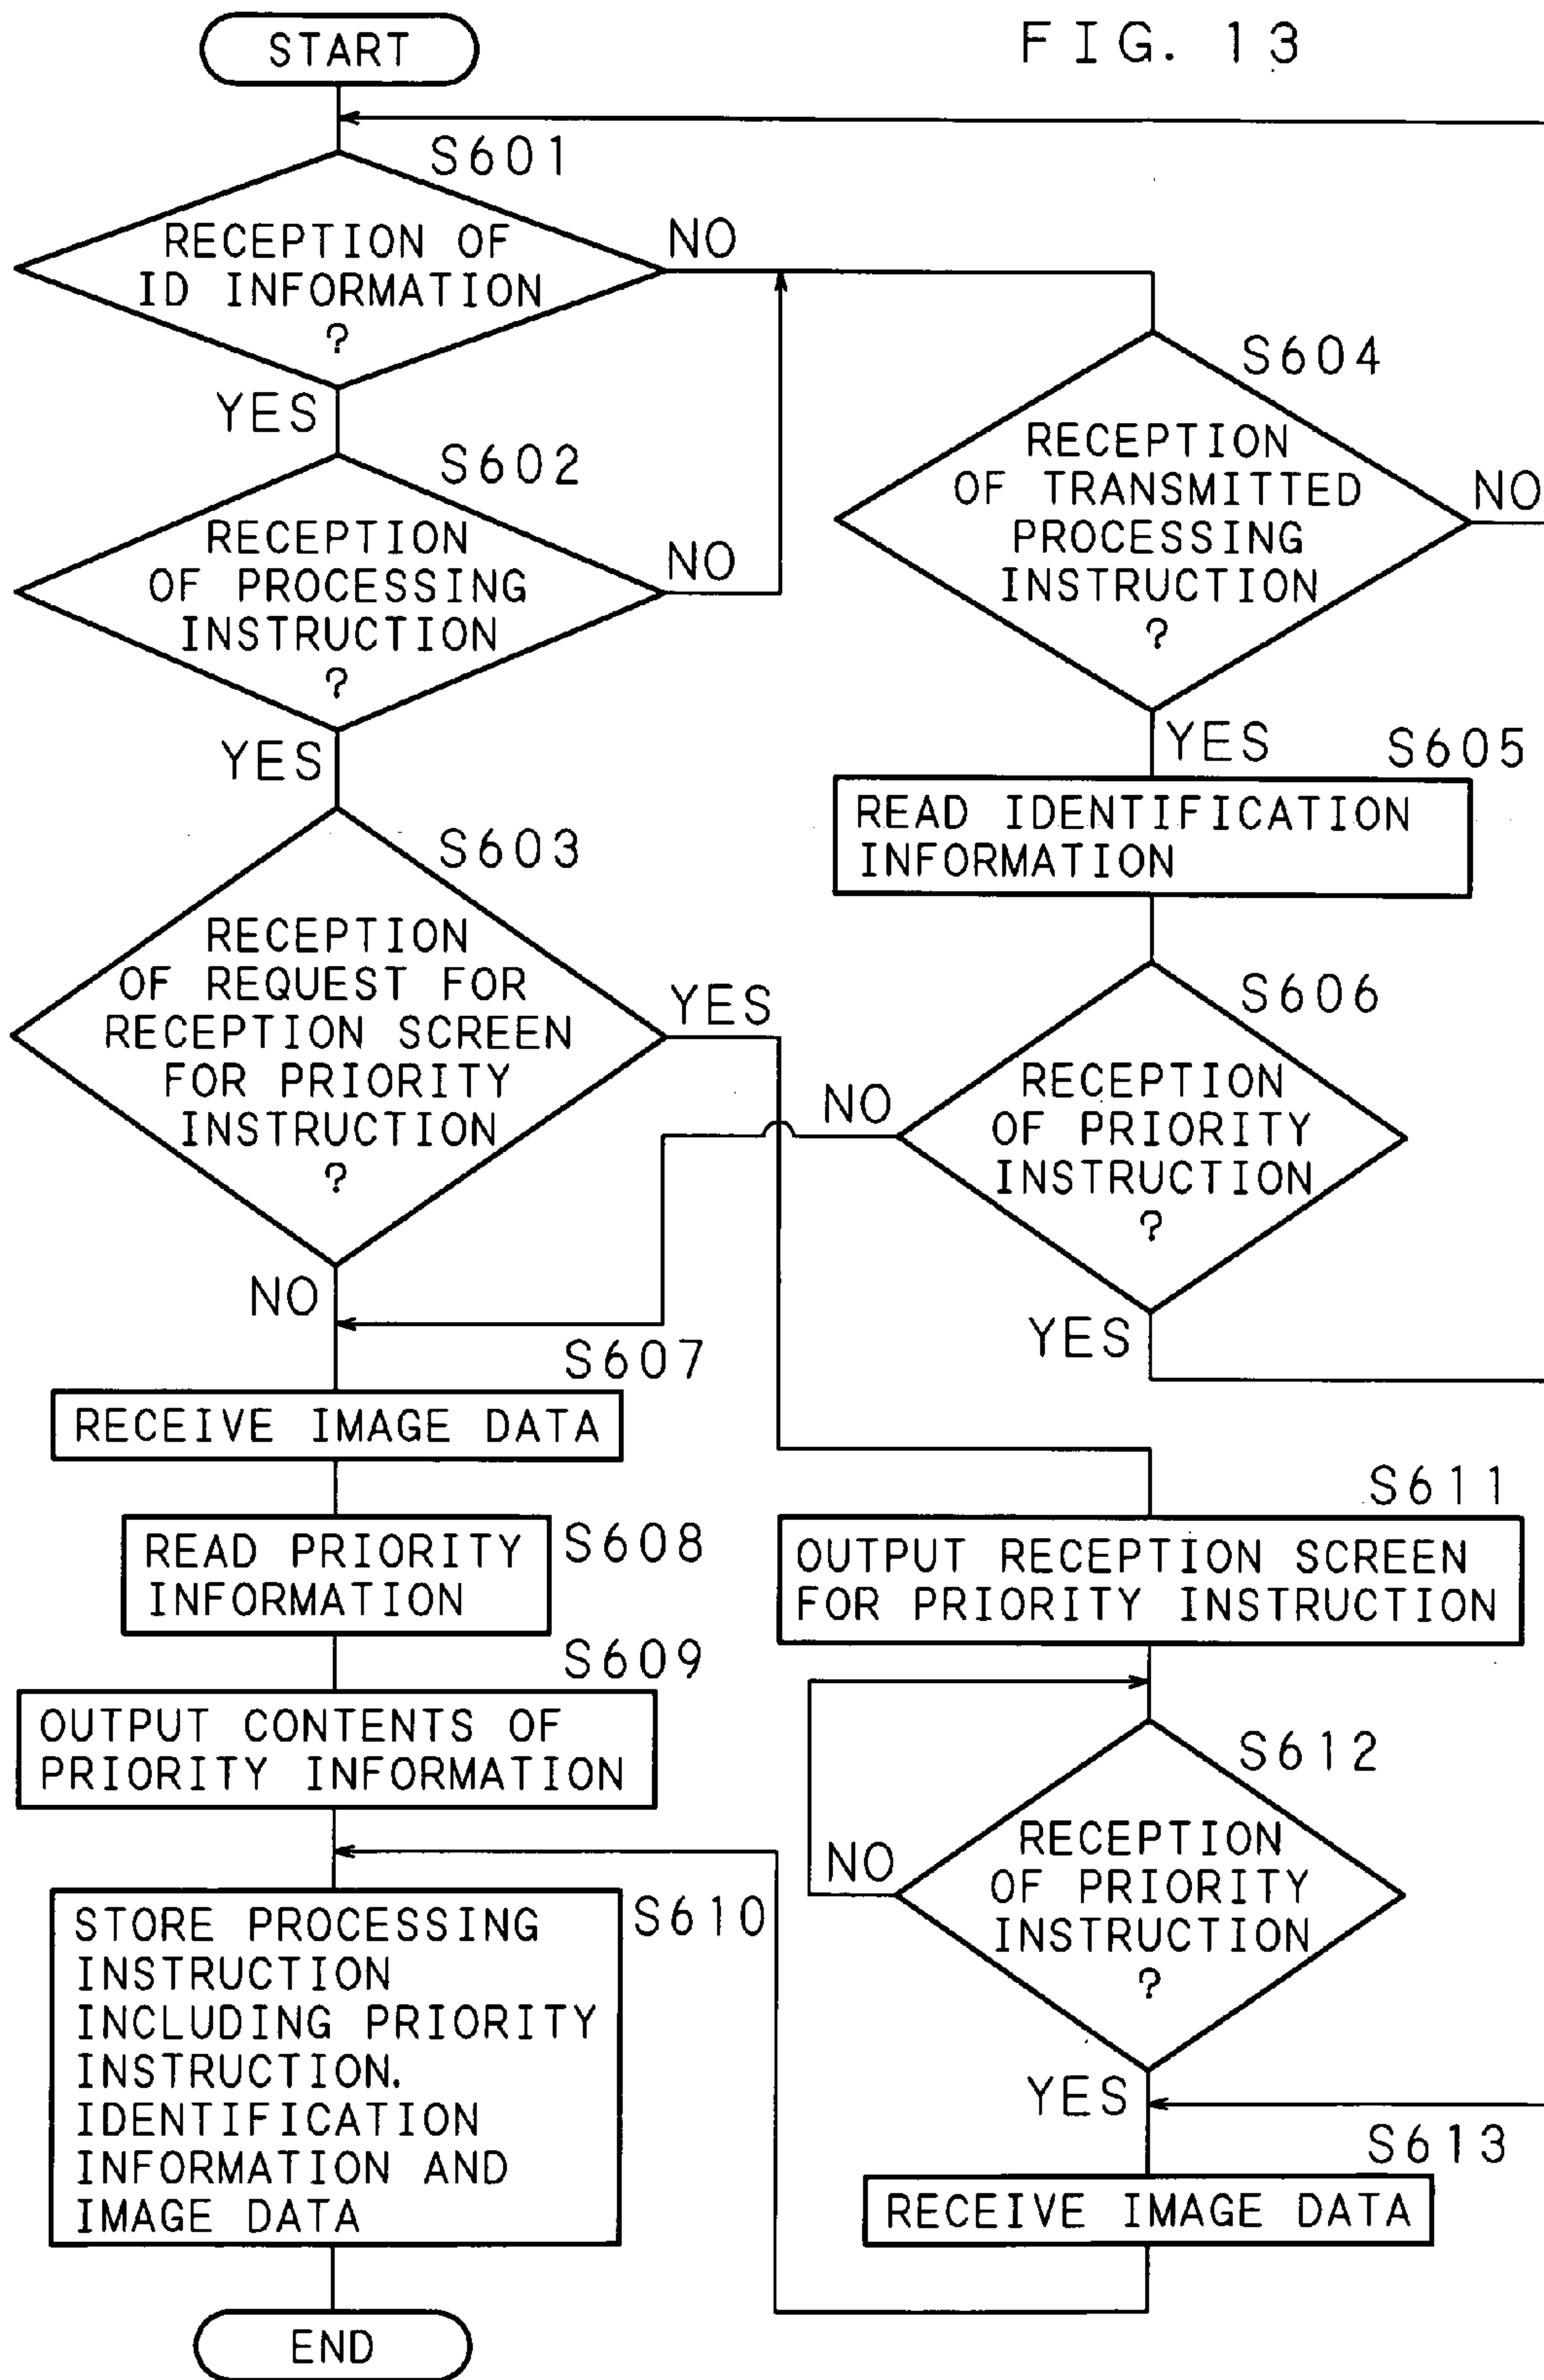 FIG. 13
START
S601
RECEPTION OF
ID INFORMATION
?
NO
YES
S602
RECEPTION
OF PROCESSING
INSTRUCTION
?
NO
YES
S603
RECEPTION
OF REQUEST FOR
RECEPTION SCREEN
FOR PRIORITY
INSTRUCTION
?
YES
NO
S604
RECEPTION
OF TRANSMITTED
PROCESSING
INSTRUCTION
?
NO
YES
S605
READ IDENTIFICATION
INFORMATION
S606
RECEPTION
OF PRIORITY
INSTRUCTION
?
NO
YES
S607
RECEIVE IMAGE DATA
S608
READ PRIORITY
INFORMATION
S609
OUTPUT CONTENTS OF
PRIORITY INFORMATION
S610
STORE PROCESSING
INSTRUCTION
INCLUDING PRIORITY
INSTRUCTION.
IDENTIFICATION
INFORMATION AND
IMAGE DATA
END
S611
OUTPUT RECEPTION SCREEN
FOR PRIORITY INSTRUCTION
S612
RECEPTION
OF PRIORITY
INSTRUCTION
?
NO
YES
S613
RECEIVE IMAGE DATA